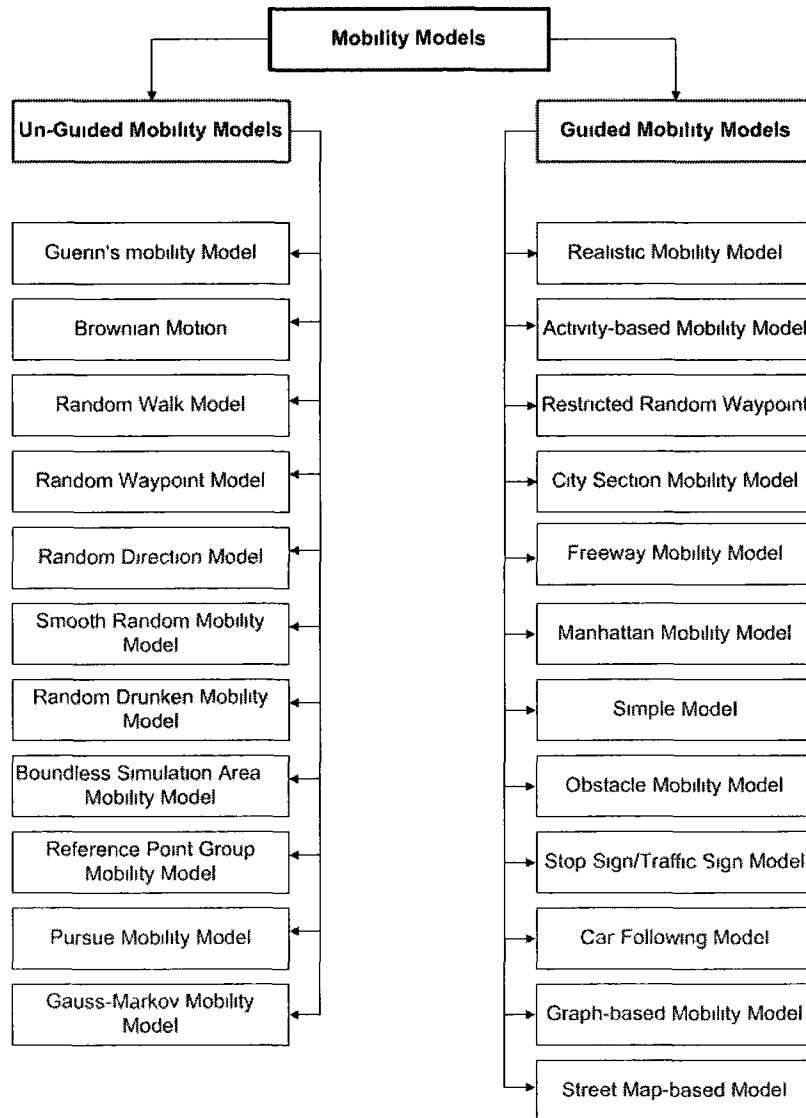 Mobility Models
Un-Guided Mobility Models
Guerin's mobility Model
Brownian Motion
Random Walk Model
Random Waypoint Model
Random Direction Model
Smooth Random Mobility
Model
Random Drunken Mobility
Model
Boundless Simulation Area
Mobility Model
Reference Point Group
Mobility Model
Pursue Mobility Model
Gauss-Markov Mobility
Model
Guided Mobility Models
Realistic Mobility Model
Activity-based Mobility Model
Restricted Random Waypoint
City Section Mobility Model
Freeway Mobility Model
Manhattan Mobility Model
Simple Model
Obstacle Mobility Model
Stop Sign/Traffic Sign Model
Car Following Model
Graph-based Mobility Model
Street Map-based Model